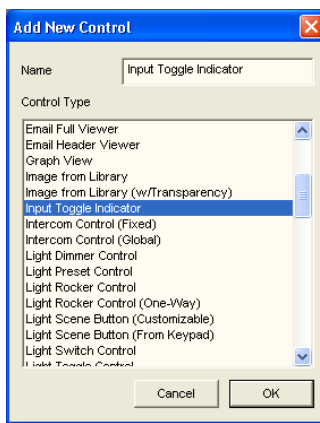 Add New Control
Name
Input Toggle Indicator
Control Type
Email Full Viewer
Email Header Viewer
Graph View
Image from Library
Image from Library (w/Transparency)
Input Toggle Indicator
Intercom Control (Fixed)
Intercom Control (Global)
Light Dimmer Control
Light Preset Control
Light Rocker Control
Light Rocker Control (One-Way)
Light Scene Button (Customizable)
Light Scene Button (From Keypad)
Light Switch Control
Light Toggle Control
Cancel
OK